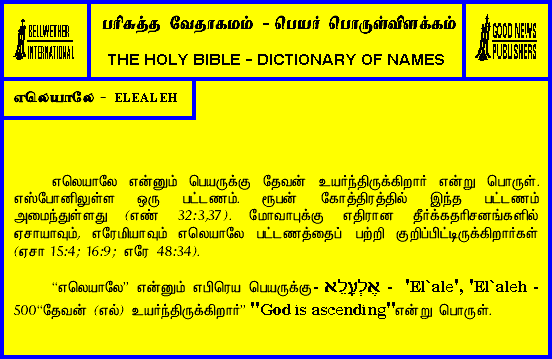 BELLWETHER
INTERNATIONAL
பரிசுத்த வேதாகமம் - பெயர் பொருள்விளக்கம்
THE HOLY BIBLE - DICTIONARY OF NAMES
GOOD NEWS
PUBLISHERS
எலெயாலே - ELEALEH
எலெயாலே என்னும் பெயருக்கு தேவன் உயர்ந்திருக்கிறார் என்று பொருள்.
எஸ்போனிலுள்ள ஒரு பட்டணம். ரூபன் கோத்திரத்தில் இந்த பட்டணம்
அமைந்துள்ளது (எண் 32:3,37). மோவாபுக்கு எதிரான தீர்க்கதரிசனங்களில்
ஏசாயாவும், எரேமியாவும் எலெயாலே பட்டணத்தைப் பற்றி குறிப்பிட்டிருக்கிறார்கள்
(ஏசா 15:4; 16:9; எரே 48:34).
“எலெயாலே” என்னும் எபிரெய பெயருக்கு - אֶלְעָלֵא - 'El`ale', 'El`aleh -
500“தேவன் (எல்) உயர்ந்திருக்கிறார்” "God is ascending"என்று பொருள்.